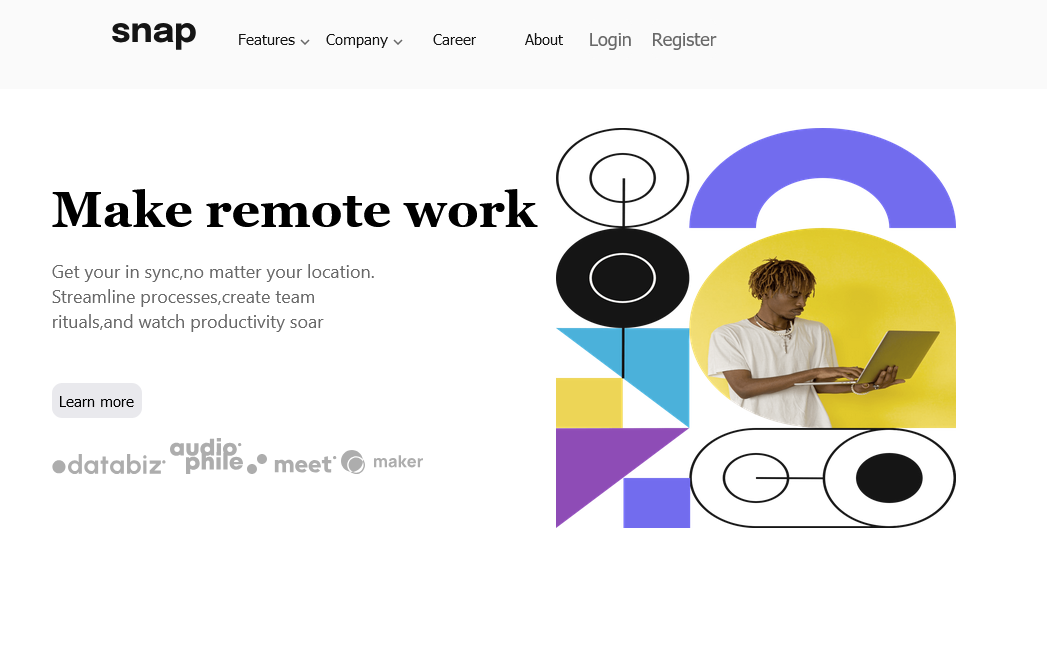 snap
Features Company Career About Login Register
Make remote work
Get your in sync,no matter your location.
Streamline processes,create team
rituals,and watch productivity soar
Learn more
databiz audiophile meet maker